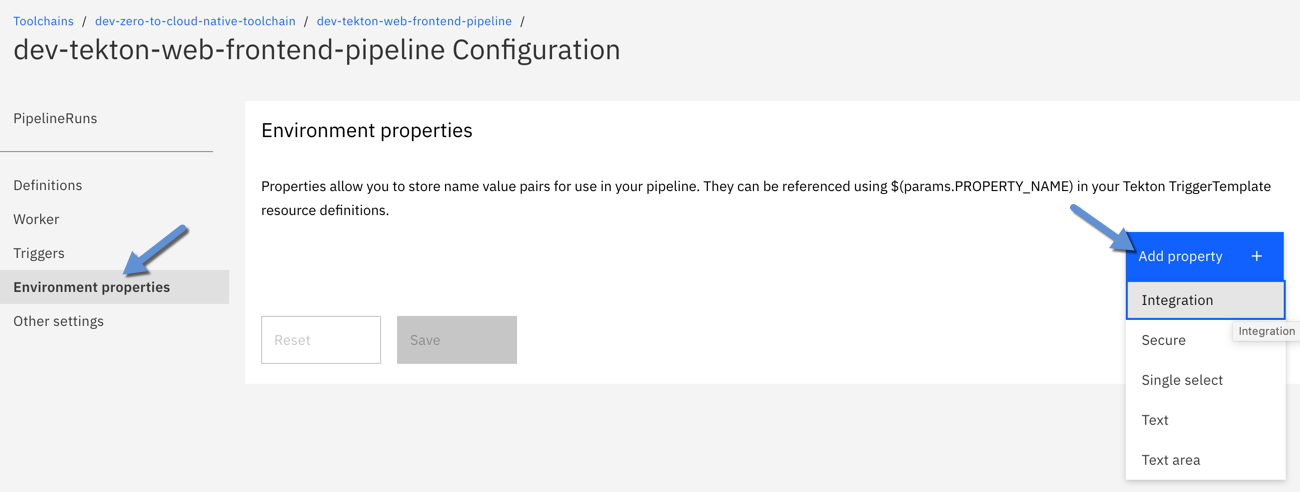 Toolchains / dev-zero-to-cloud-native-toolchain / dev-tekton-web-frontend-pipeline /
dev-tekton-web-frontend-pipeline Configuration
PipelineRuns
Definitions
Worker
Triggers
Environment properties
Other settings
Environment properties
Properties allow you to store name value pairs for use in your pipeline. They can be referenced using $(params.PROPERTY_NAME) in your Tekton TriggerTemplate
resource definitions.
Add property +
Integration
Integration
Secure
Single select
Text
Text area
Reset
Save